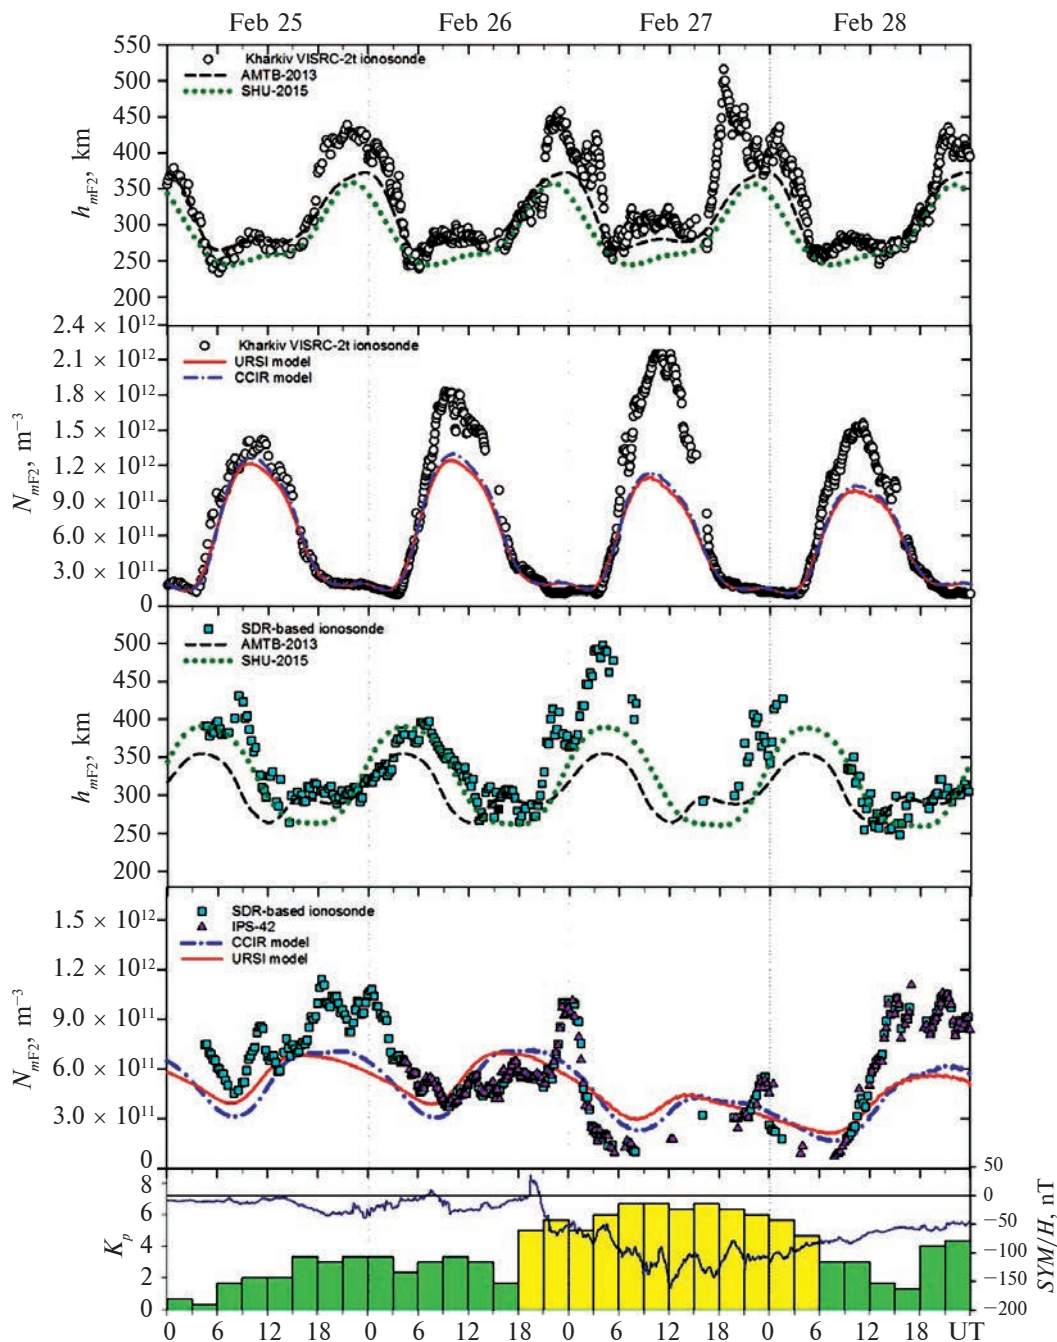 Feb 25 Feb 26 Feb 27 Feb 28
550
500
450
400
350
300
250
200
h_mF2, km
Kharkiv VISRC-2t ionosonde
AMTB-2013
SHU-2015
2.4 × 10^12
2.1 × 10^12
1.8 × 10^12
1.5 × 10^12
1.2 × 10^12
9.0 × 10^11
6.0 × 10^11
3.0 × 10^11
0
N_mF2, m^−3
Kharkiv VISRC-2t ionosonde
URSI model
CCIR model
500
450
400
350
300
250
200
h_mF2, km
SDR-based ionosonde
AMTB-2013
SHU-2015
1.5 × 10^12
1.2 × 10^12
9.0 × 10^11
6.0 × 10^11
3.0 × 10^11
0
N_mF2, m^−3
SDR-based ionosonde
IPS-42
CCIR model
URSI model
8
6
4
2
0
K_p
50
0
−50
−100
−150
−200
SYM/H, nT
0 6 12 18 0 6 12 18 0 6 12 18 0 6 12 18 UT